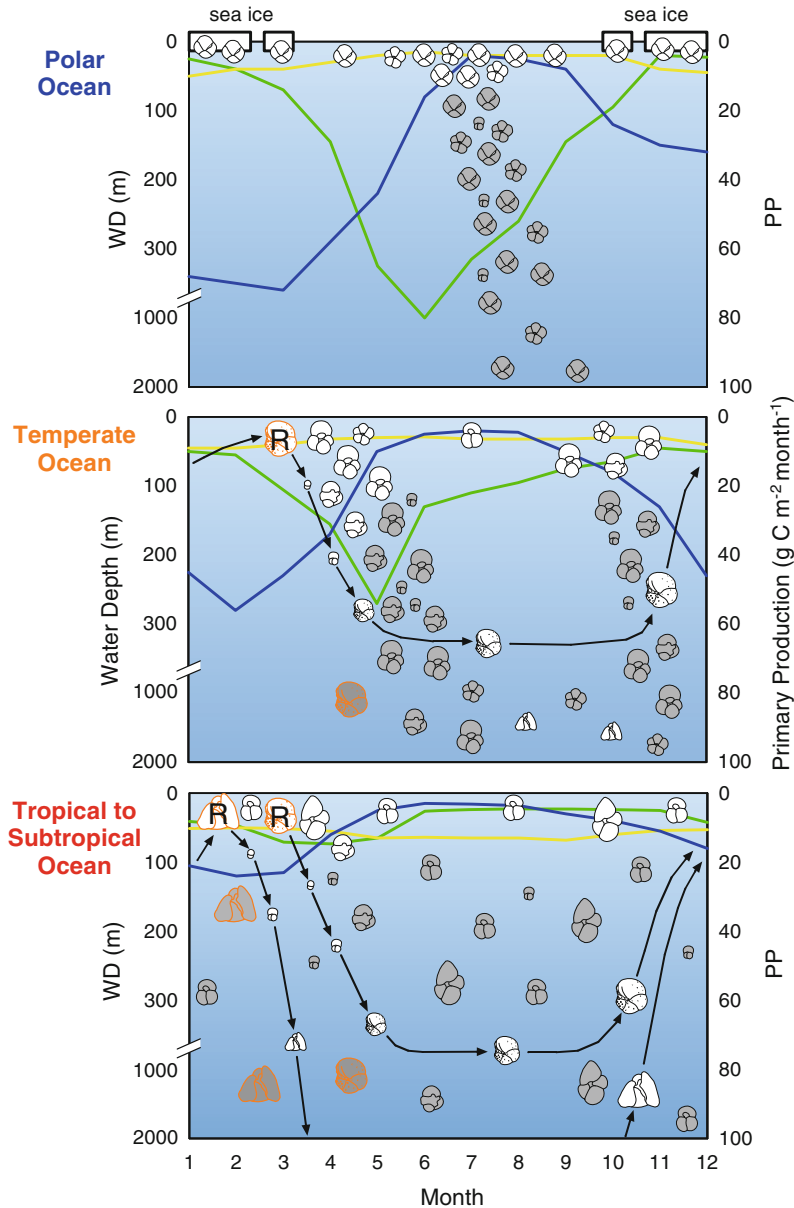 sea ice
sea ice
Polar
Ocean
0
100
200
300
1000
2000
WD (m)
0
20
40
60
80
100
PP
Temperate
Ocean
0
100
200
300
1000
2000
Water Depth (m)
R
0
20
40
60
80
100
Primary Production (g C m-2 month-1)
Tropical to
Subtropical
Ocean
0
100
200
300
1000
2000
WD (m)
R
R
0
20
40
60
80
100
PP
1 2 3 4 5 6 7 8 9 10 11 12
Month